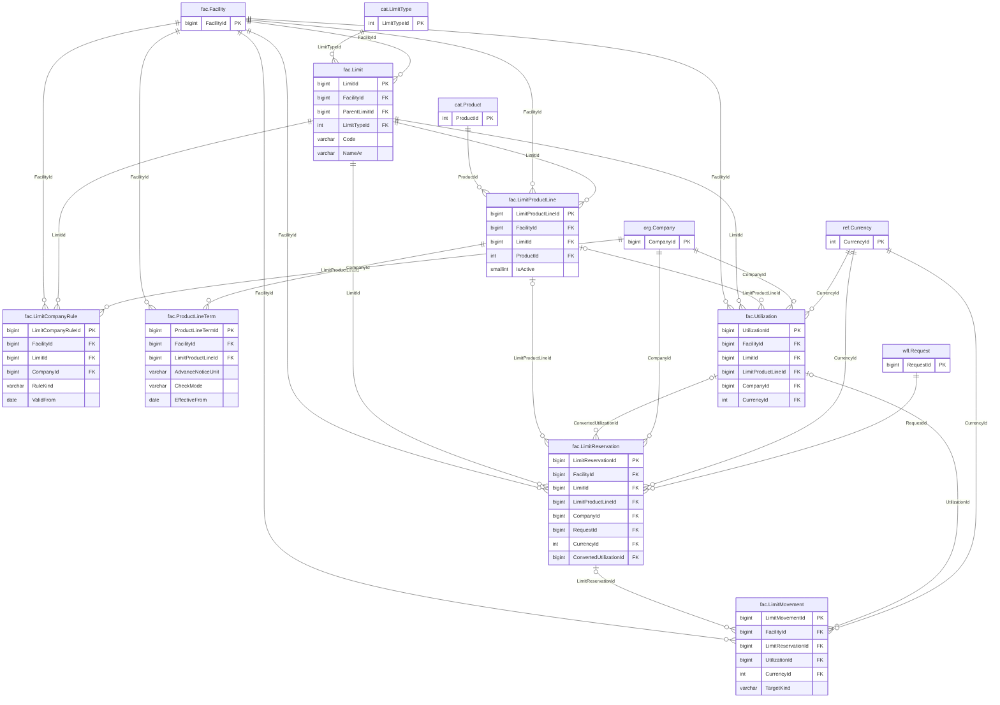 fac.Facility
bigint FacilityId PK
cat.LimitType
int LimitTypeId PK
FacilityId
LimitTypeId
fac.Limit
bigint LimitId PK
bigint FacilityId FK
bigint ParentLimitId FK
int LimitTypeId FK
varchar Code
varchar NameAr
cat.Product
int ProductId PK
FacilityId
LimitId
FacilityId
FacilityId
ProductId
FacilityId
fac.LimitProductLine
bigint LimitProductLineId PK
bigint FacilityId FK
bigint LimitId FK
int ProductId FK
smallint IsActive
org.Company
bigint CompanyId PK
ref.Currency
int CurrencyId PK
LimitId
LimitId
LimitProductLineId
CompanyId
FacilityId
LimitId
CompanyId
CurrencyId
LimitProductLineId
fac.LimitCompanyRule
bigint LimitCompanyRuleId PK
bigint FacilityId FK
bigint LimitId FK
bigint CompanyId FK
varchar RuleKind
date ValidFrom
fac.ProductLineTerm
bigint ProductLineTermId PK
bigint FacilityId FK
bigint LimitProductLineId FK
varchar AdvanceNoticeUnit
varchar CheckMode
date EffectiveFrom
fac.Utilization
bigint UtilizationId PK
bigint FacilityId FK
bigint LimitId FK
bigint LimitProductLineId FK
bigint CompanyId FK
int CurrencyId FK
wfl.Request
bigint RequestId PK
FacilityId
LimitProductLineId
CompanyId
CurrencyId
ConvertedUtilizationId
RequestId
CurrencyId
fac.LimitReservation
bigint LimitReservationId PK
bigint FacilityId FK
bigint LimitId FK
bigint LimitProductLineId FK
bigint CompanyId FK
bigint RequestId FK
int CurrencyId FK
bigint ConvertedUtilizationId FK
UtilizationId
LimitReservationId
fac.LimitMovement
bigint LimitMovementId PK
bigint FacilityId FK
bigint LimitReservationId FK
bigint UtilizationId FK
int CurrencyId FK
varchar TargetKind